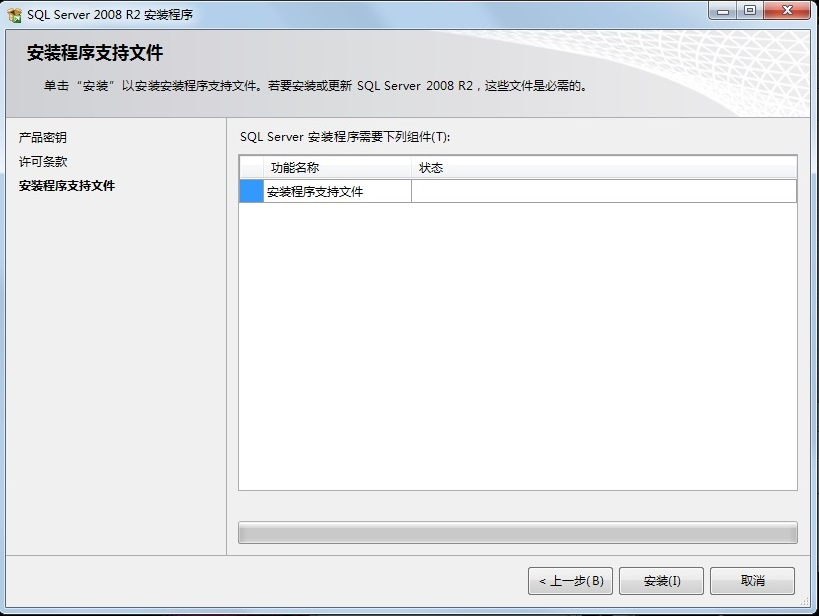 SQL Server 2008 R2 安装程序
安装程序支持文件
单击“安装”以安装安装程序支持文件。若要安装或更新 SQL Server 2008 R2，这些文件是必需的。
产品密钥
许可条款
安装程序支持文件
SQL Server 安装程序需要下列组件(T):
功能名称 状态
安装程序支持文件
< 上一步(B) 安装(I) 取消